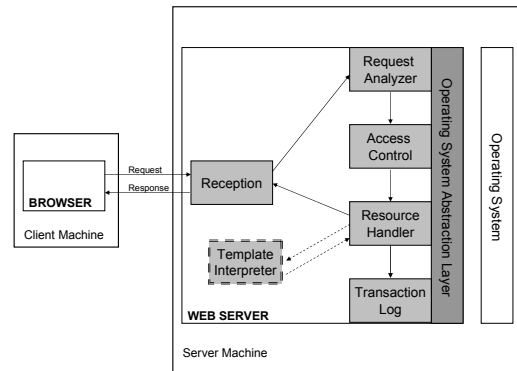 Request
Analyzer
Access
Control
Resource
Handler
Transaction
Log
Operating System Abstraction Layer
Operating System
Request
Response
Reception
BROWSER
Client Machine
Template
Interpreter
WEB SERVER
Server Machine